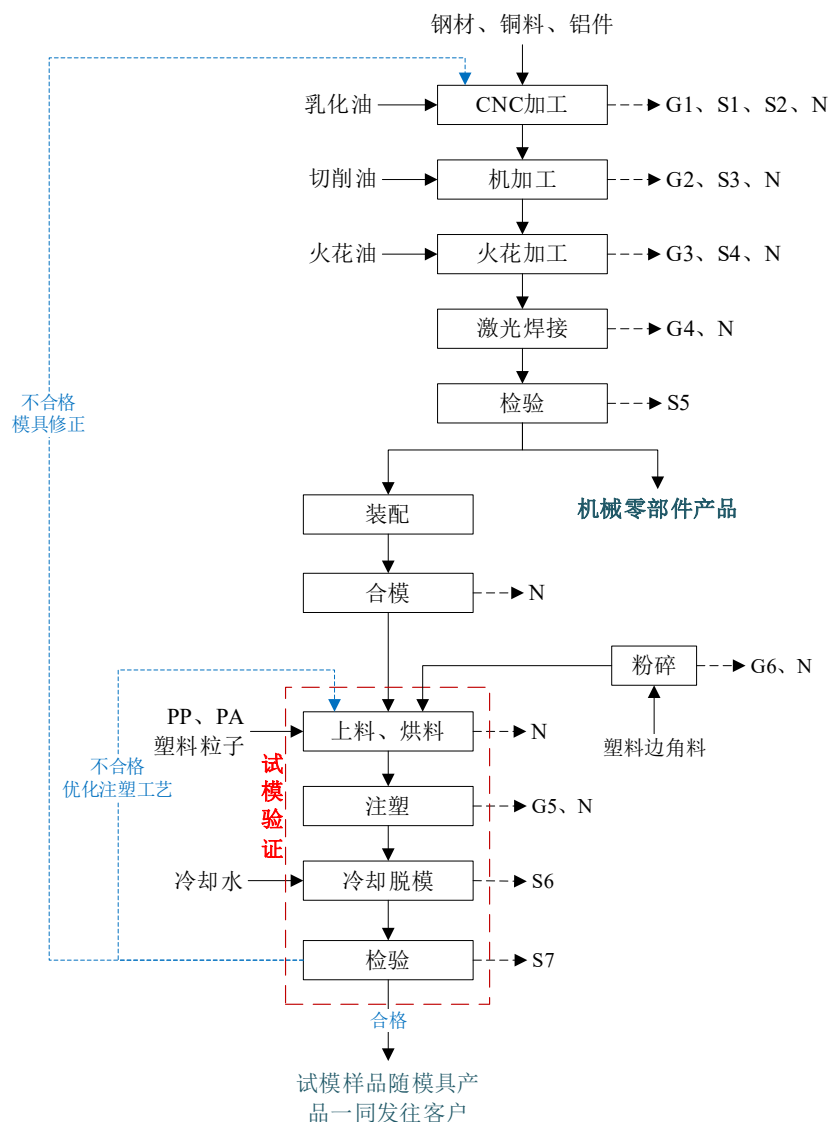 钢材、铜料、铝件
乳化油
CNC加工
G1、S1、S2、N
切削油
机加工
G2、S3、N
火花油
火花加工
G3、S4、N
激光焊接
G4、N
不合格
模具修正
检验
S5
装配
机械零部件产品
合模
N
粉碎
G6、N
塑料边角料
PP、PA
塑料粒子
上料、烘料
N
不合格
优化注塑工艺
试模验证
注塑
G5、N
冷却水
冷却脱模
S6
检验
S7
合格
试模样品随模具产
品一同发往客户